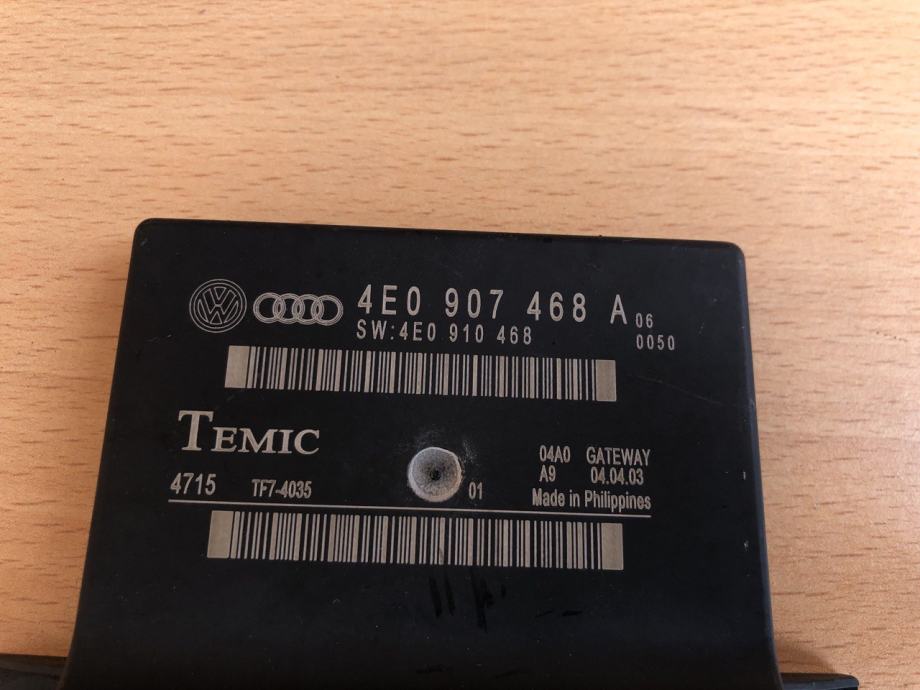 4E0 907 468 A 06
SW:4E0 910 468 0050
TEMIC
04A0 GATEWAY
4715 TF7-4035 01 A9 04.04.03
Made in Philippines